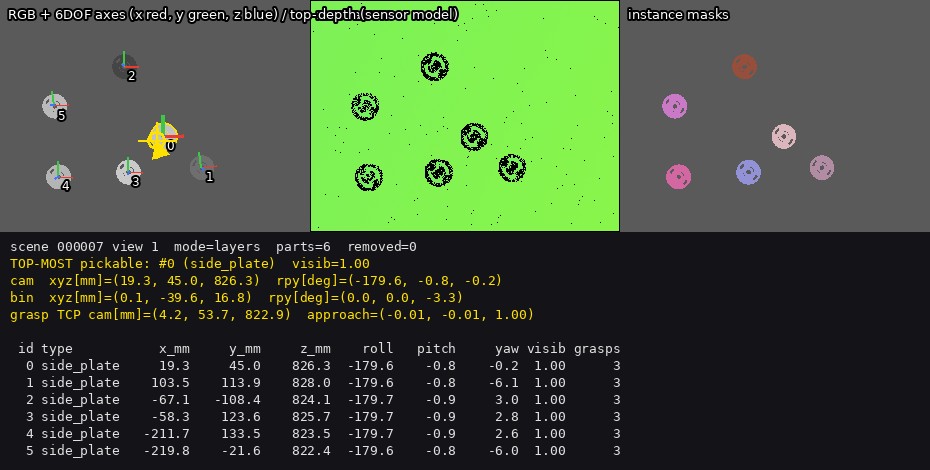 RGB + 6DOF axes (x red, y green, z blue) / top-depth (sensor model)
instance masks
2
5
0
1
3
4
scene 000007 view 1  mode=layers  parts=6  removed=0
TOP-MOST pickable: #0 (side_plate)  visib=1.00
cam  xyz[mm]=(19.3, 45.0, 826.3)  rpy[deg]=(-179.6, -0.8, -0.2)
bin  xyz[mm]=(0.1, -39.6, 16.8)  rpy[deg]=(0.0, 0.0, -3.3)
grasp TCP cam[mm]=(4.2, 53.7, 822.9)  approach=(-0.01, -0.01, 1.00)
id type x_mm y_mm z_mm roll pitch yaw visib grasps
0 side_plate 19.3 45.0 826.3 -179.6 -0.8 -0.2 1.00 3
1 side_plate 103.5 113.9 828.0 -179.6 -0.8 -6.1 1.00 3
2 side_plate -67.1 -108.4 824.1 -179.7 -0.9 3.0 1.00 3
3 side_plate -58.3 123.6 825.7 -179.7 -0.9 2.8 1.00 3
4 side_plate -211.7 133.5 823.5 -179.7 -0.9 2.6 1.00 3
5 side_plate -219.8 -21.6 822.4 -179.6 -0.8 -6.0 1.00 3